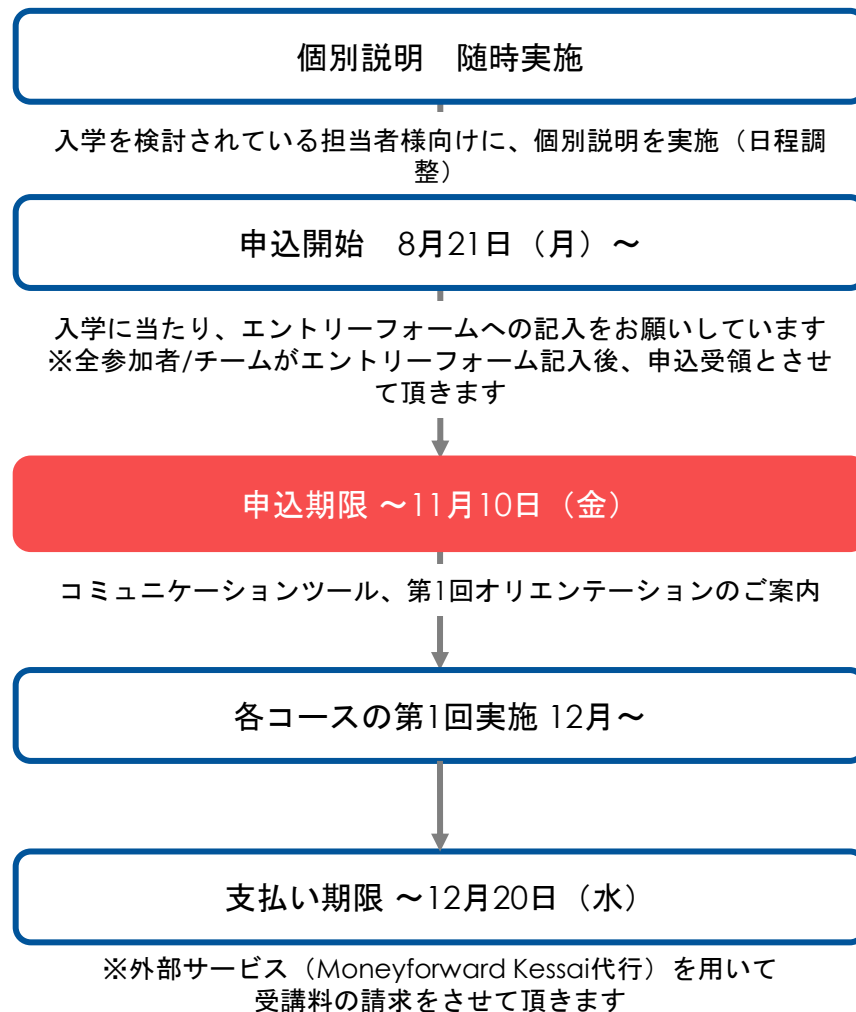 個別説明　随時実施
入学を検討されている担当者様向けに、個別説明を実施（日程調
整）
申込開始　8月21日（月）～
入学に当たり、エントリーフォームへの記入をお願いしています
※全参加者/チームがエントリーフォーム記入後、申込受領とさせ
て頂きます
申込期限 ～11月10日（金）
コミュニケーションツール、第1回オリエンテーションのご案内
各コースの第1回実施 12月～
支払い期限 ～12月20日（水）
※外部サービス（Moneyforward Kessai代行）を用いて
受講料の請求をさせて頂きます